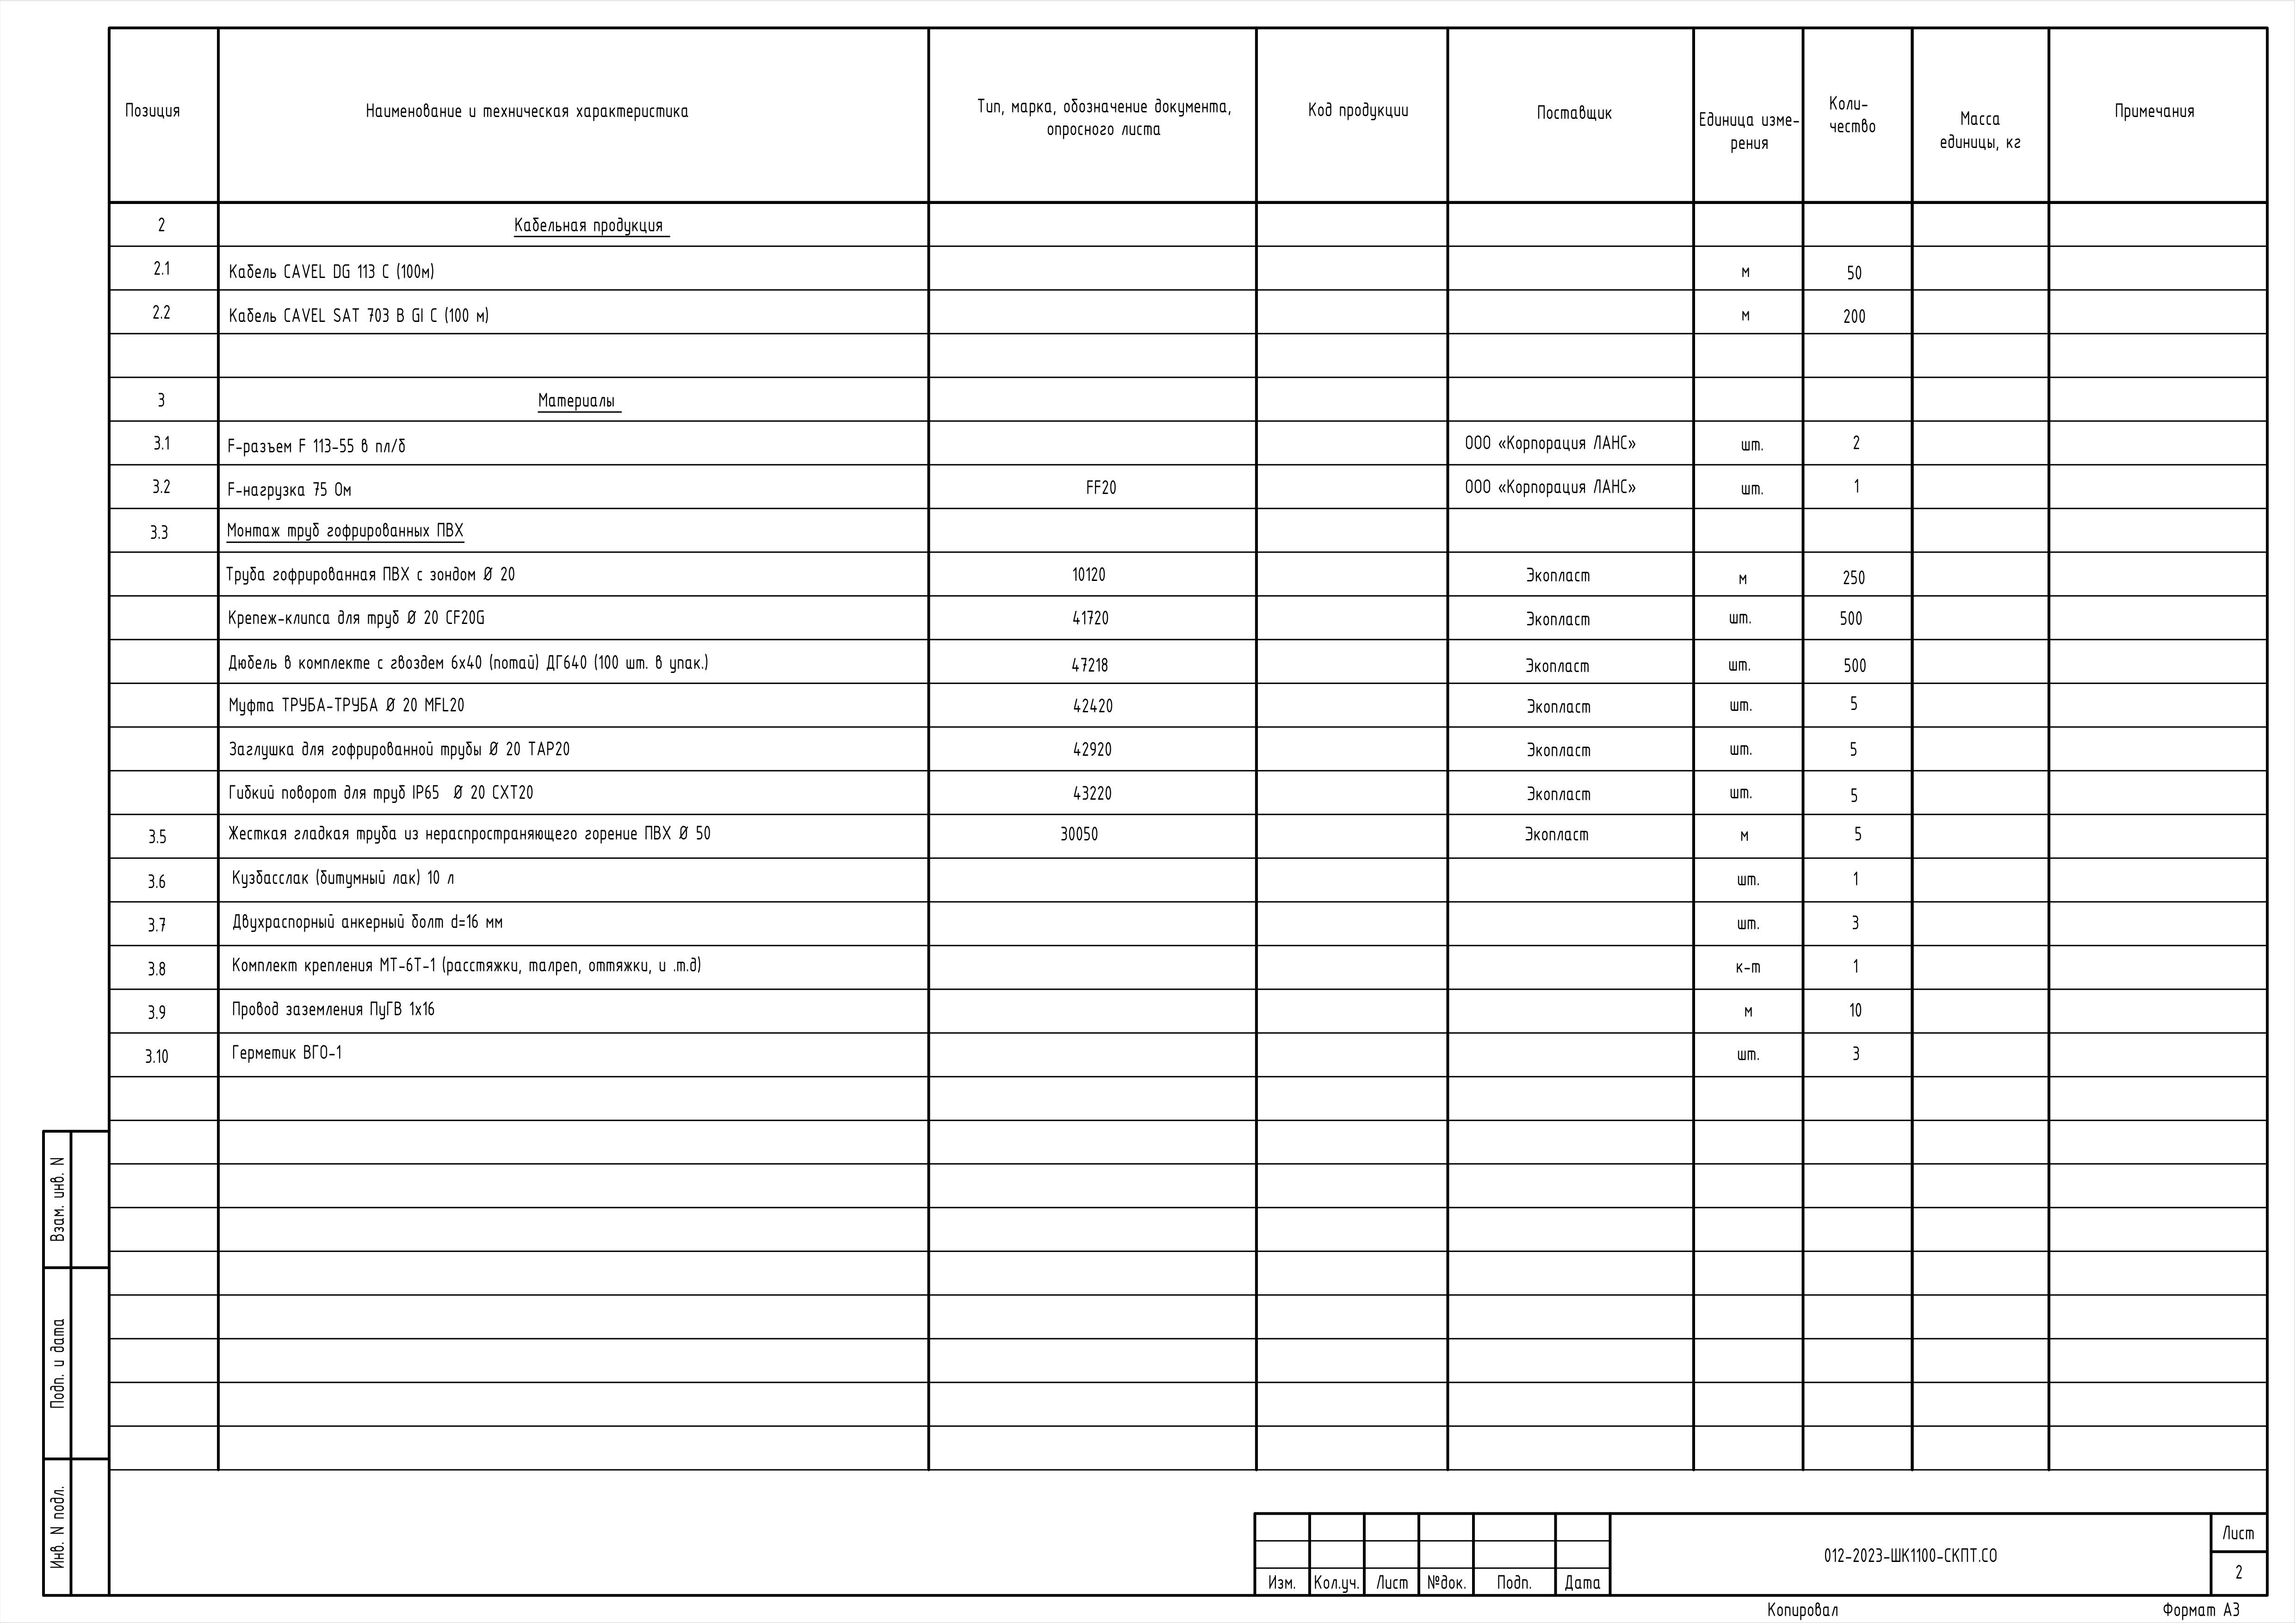 Позиция
Наименование и техническая характеристика
Тип, марка, обозначение документа,
опросного листа
Код продукции
Поставщик
Единица изме-
рения
Коли-
чество
Масса
единицы, кг
Примечания
2 Кабельная продукция
2.1 Кабель CAVEL DG 113 C (100м) м 50
2.2 Кабель CAVEL SAT 703 B GI C (100 м) м 200
3 Материалы
3.1 F-разъем F 113-55 в пл/б ООО «Корпорация ЛАНС» шт. 2
3.2 F-нагрузка 75 Ом FF20 ООО «Корпорация ЛАНС» шт. 1
3.3 Монтаж труб гофрированных ПВХ
Труба гофрированная ПВХ с зондом Ø 20 10120 Экопласт м 250
Крепеж-клипса для труб Ø 20 CF20G 41720 Экопласт шт. 500
Дюбель в комплекте с гвоздем 6х40 (потай) ДГ640 (100 шт. в упак.) 47218 Экопласт шт. 500
Муфта ТРУБА-ТРУБА Ø 20 MFL20 42420 Экопласт шт. 5
Заглушка для гофрированной трубы Ø 20 TAP20 42920 Экопласт шт. 5
Гибкий поворот для труб IP65 Ø 20 CXT20 43220 Экопласт шт. 5
3.5 Жесткая гладкая труба из нераспространяющего горение ПВХ Ø 50 30050 Экопласт м 5
3.6 Кузбасслак (битумный лак) 10 л шт. 1
3.7 Двухраспорный анкерный болт d=16 мм шт. 3
3.8 Комплект крепления МТ-6Т-1 (расстяжки, талреп, оттяжки, и .т.д) к-т 1
3.9 Провод заземления ПуГВ 1х16 м 10
3.10 Герметик ВГО-1 шт. 3
Взам. инв. N
Подп. и дата
Инв. N подл.
Изм. Кол.уч. Лист №док. Подп. Дата
012-2023-ШК1100-СКПТ.СО
Лист
2
Копировал
Формат А3